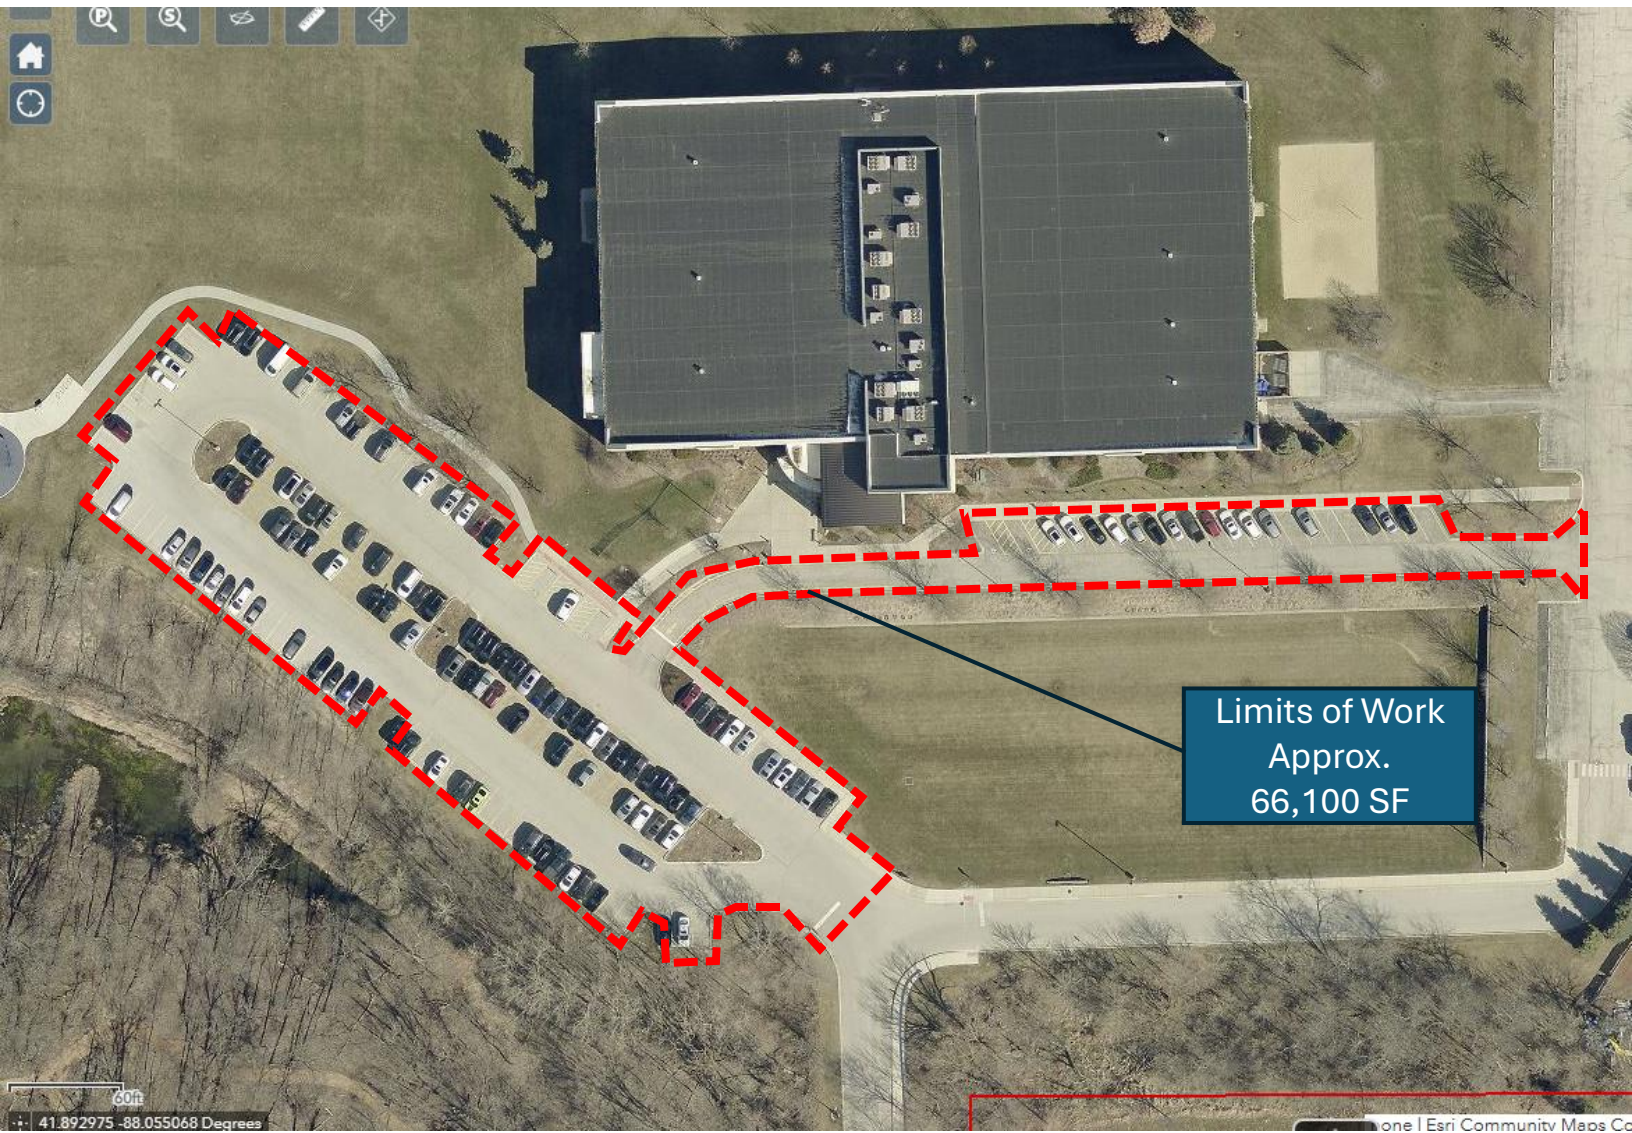 P
S
Limits of Work
Approx.
66,100 SF
60ft
41.892975 -88.055068 Degrees
one | Esri Community Maps Co